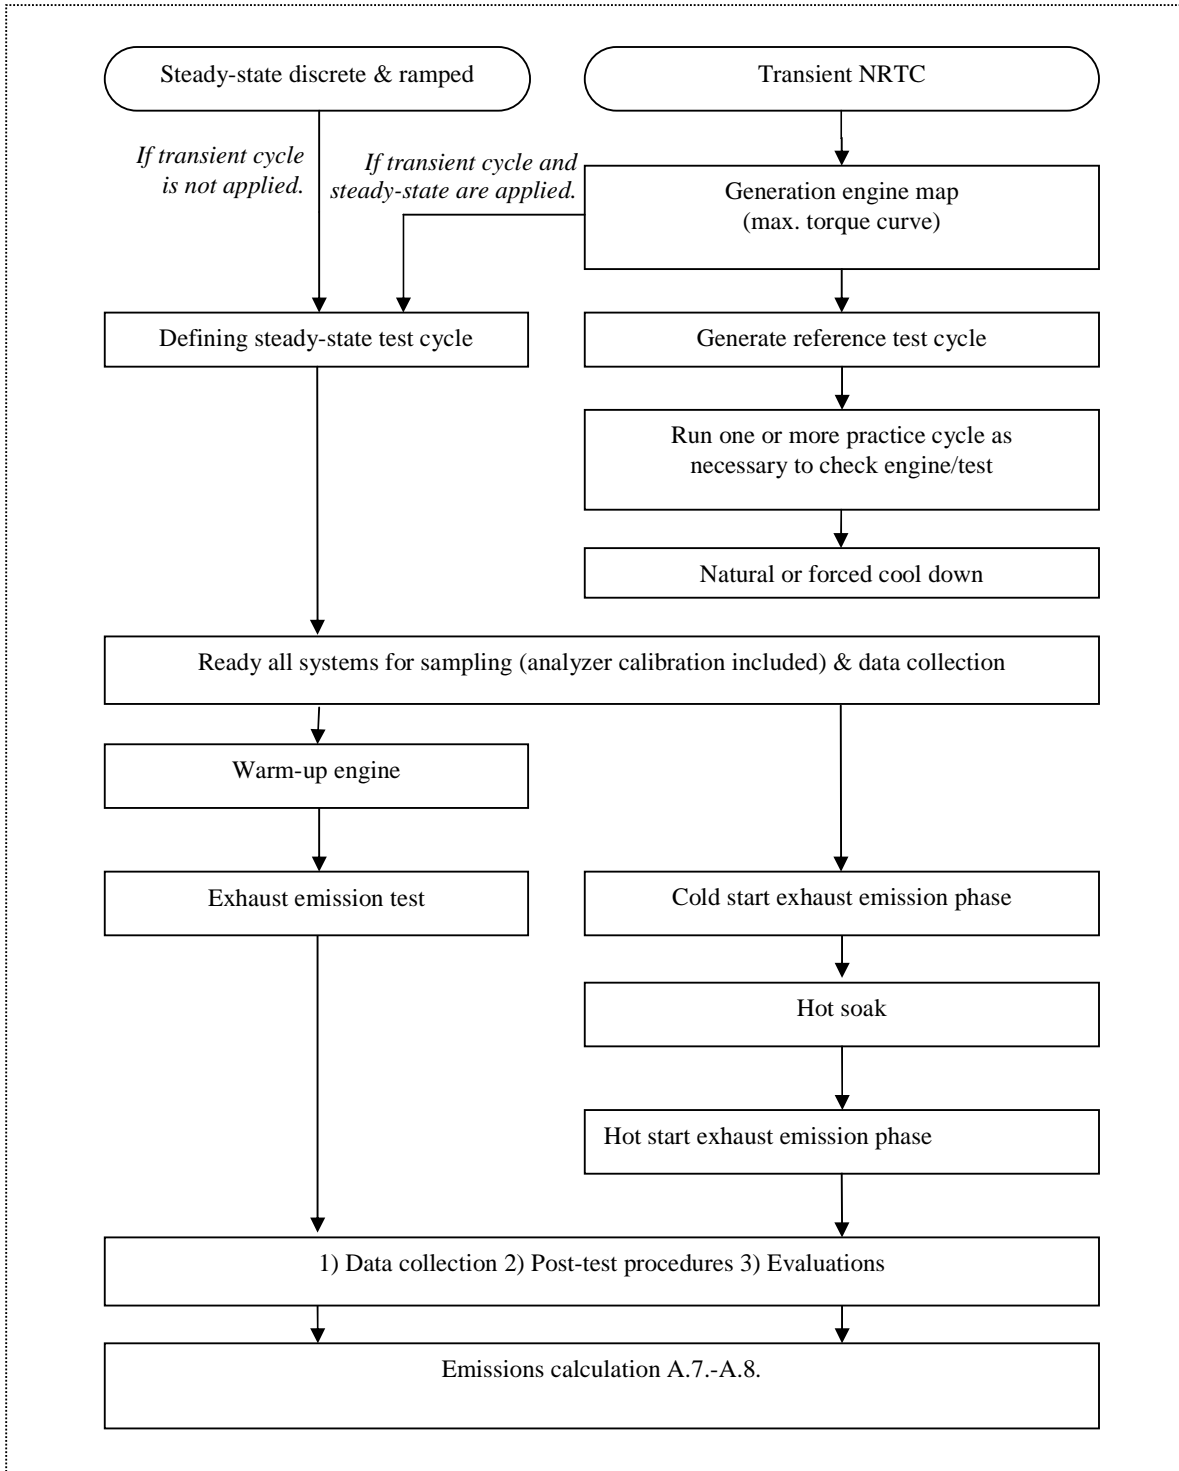 Steady-state discrete & ramped
Transient NRTC
If transient cycle
is not applied.
If transient cycle and
steady-state are applied.
Generation engine map
(max. torque curve)
Defining steady-state test cycle
Generate reference test cycle
Run one or more practice cycle as
necessary to check engine/test
Natural or forced cool down
Ready all systems for sampling (analyzer calibration included) & data collection
Warm-up engine
Exhaust emission test
Cold start exhaust emission phase
Hot soak
Hot start exhaust emission phase
1) Data collection 2) Post-test procedures 3) Evaluations
Emissions calculation A.7.-A.8.